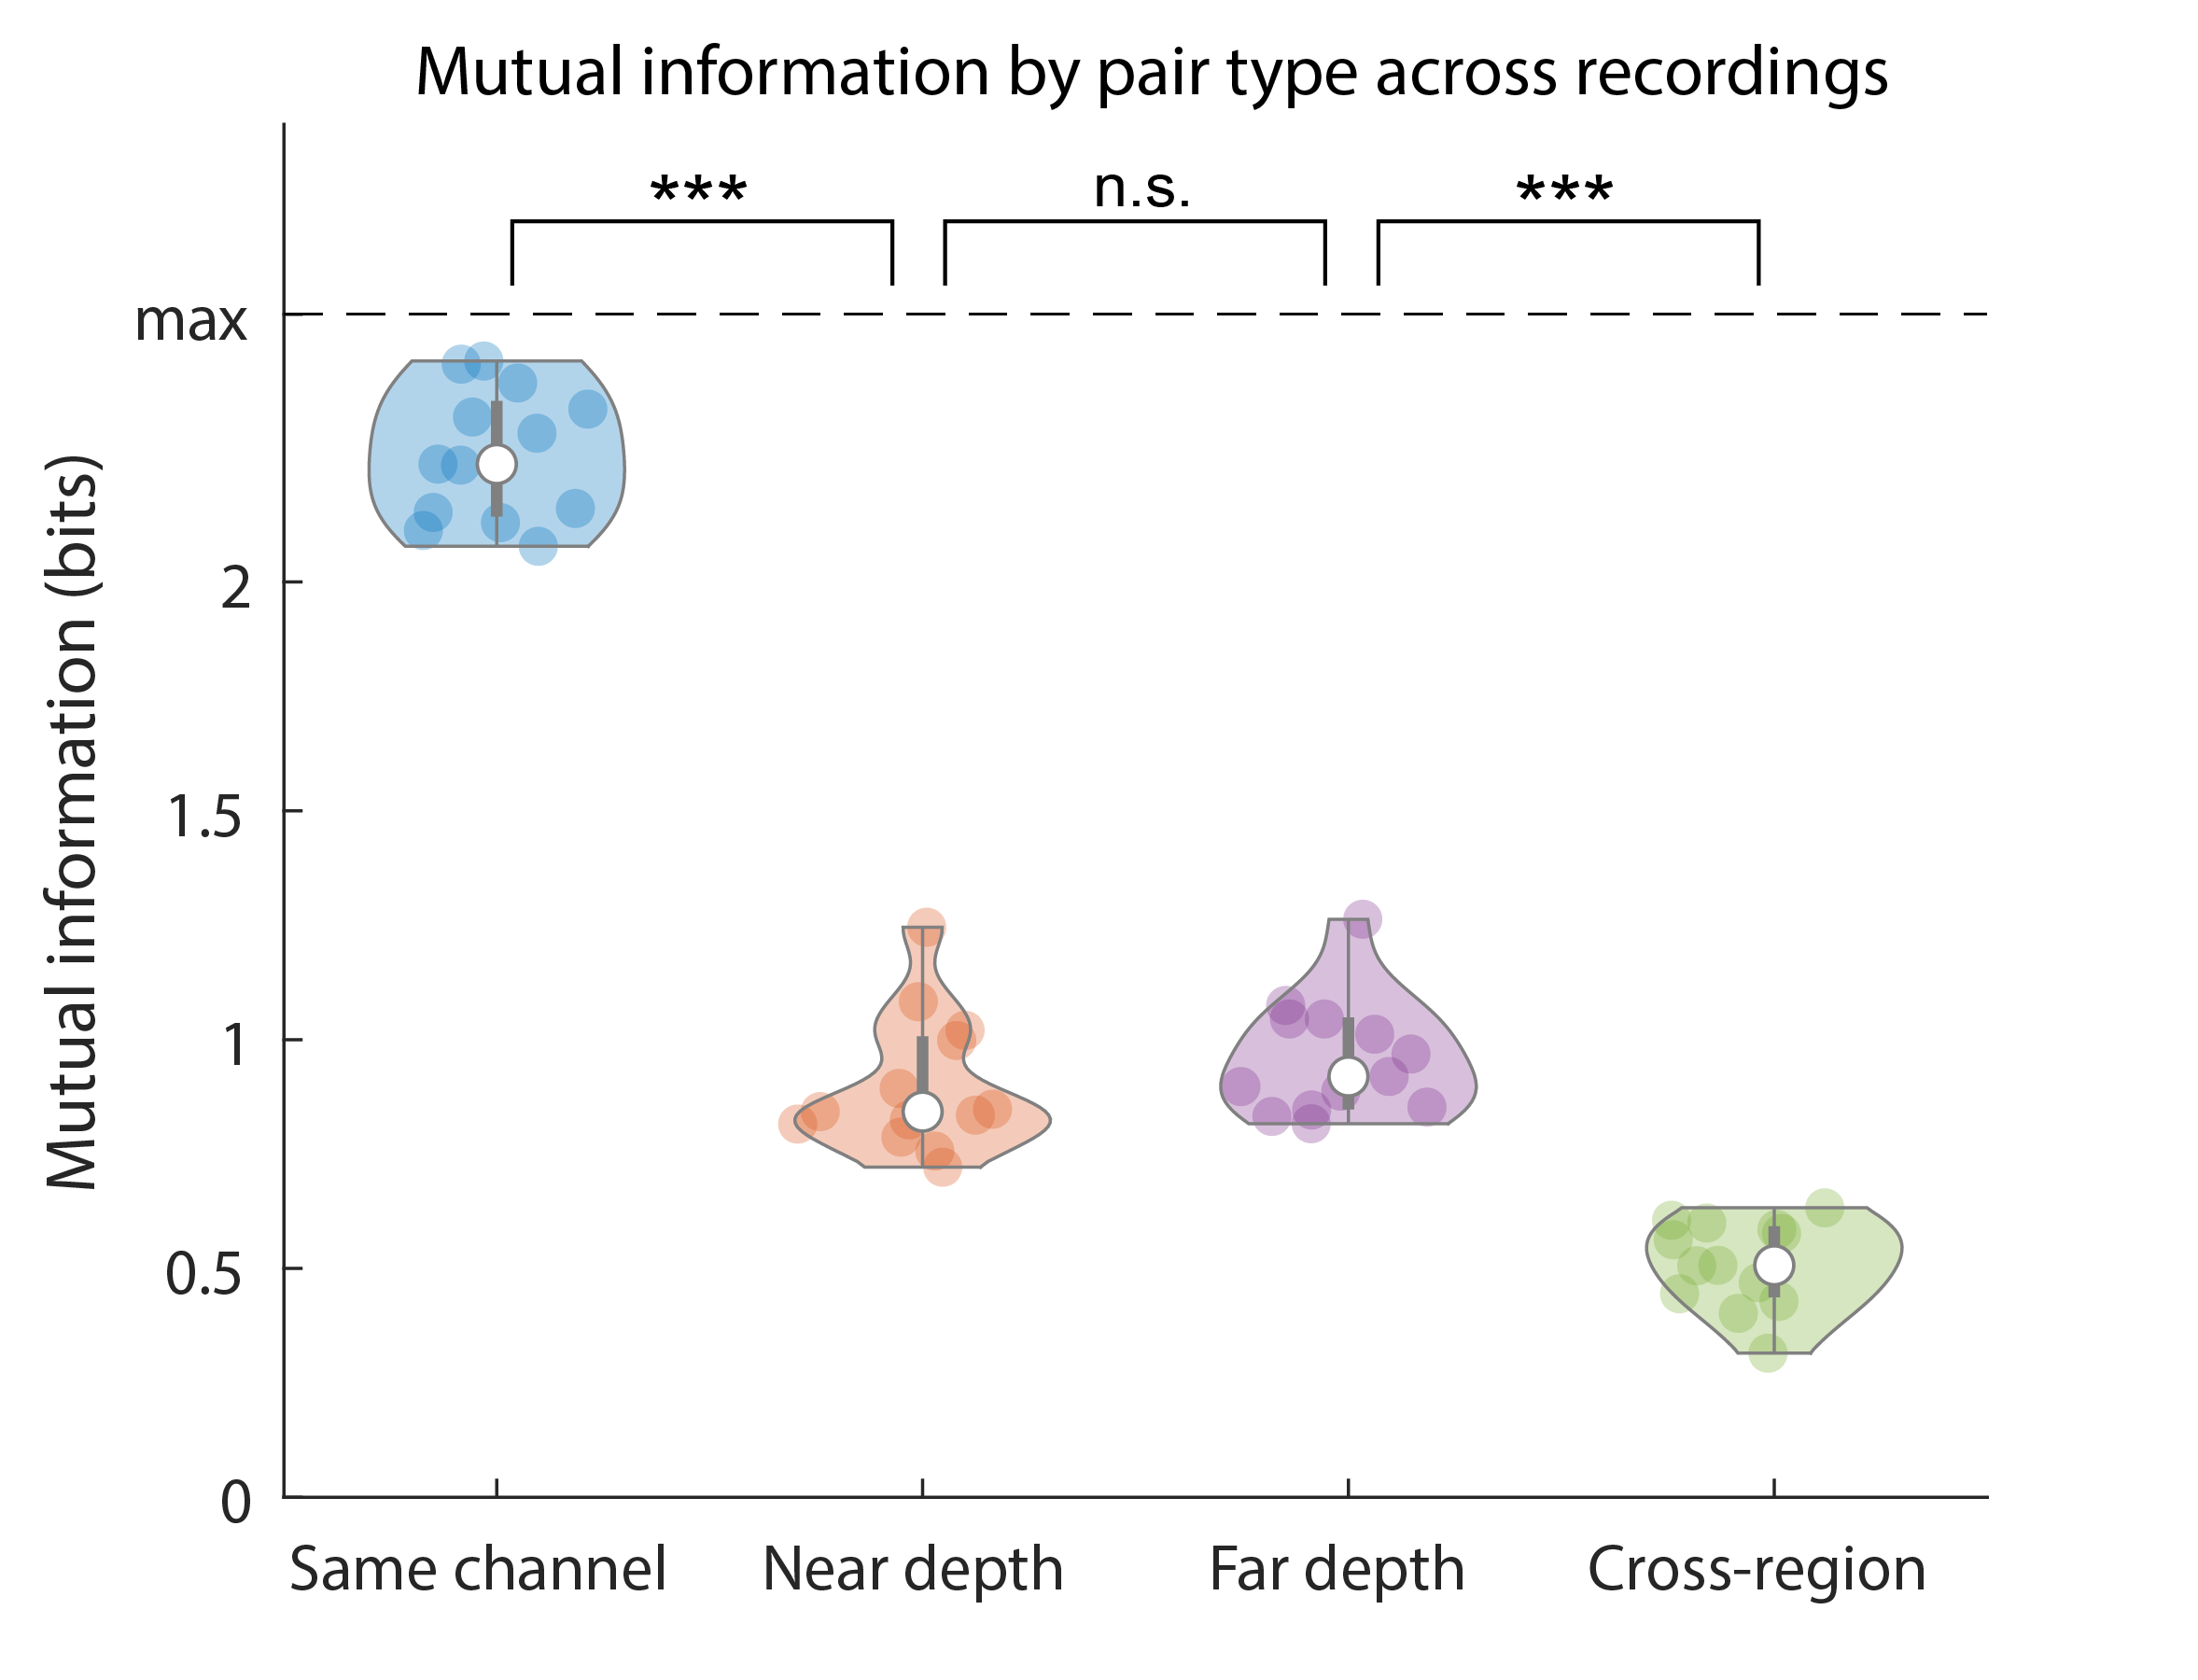 Mutual information by pair type across recordings
*** n.s. ***
max
2
1.5
1
0.5
0
Mutual information (bits)
Same channel Near depth Far depth Cross-region